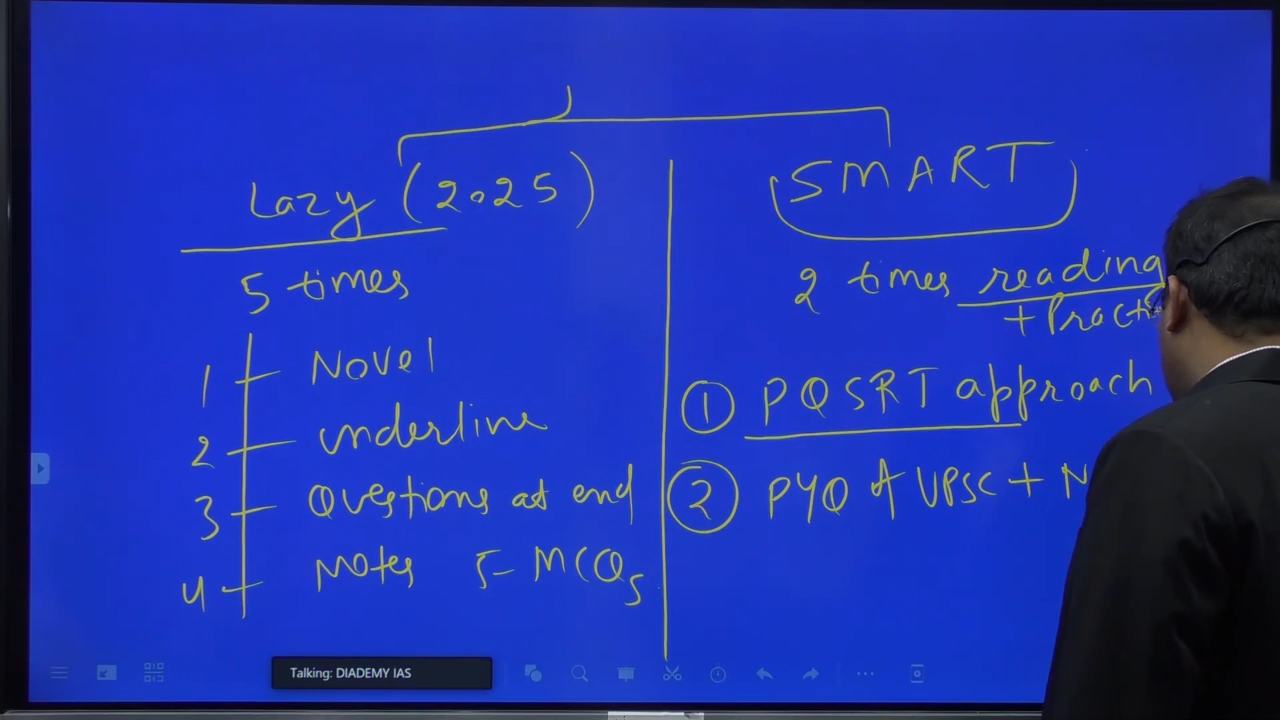 Lazy (2025)
5 times
1 Novel
2 underline
3 Questions at end
4 Notes 5- MCQs
SMART
2 times reading
+ Practi
① PQSRT approach
② PYQ of UPSC + N
Talking: DIADEMY IAS